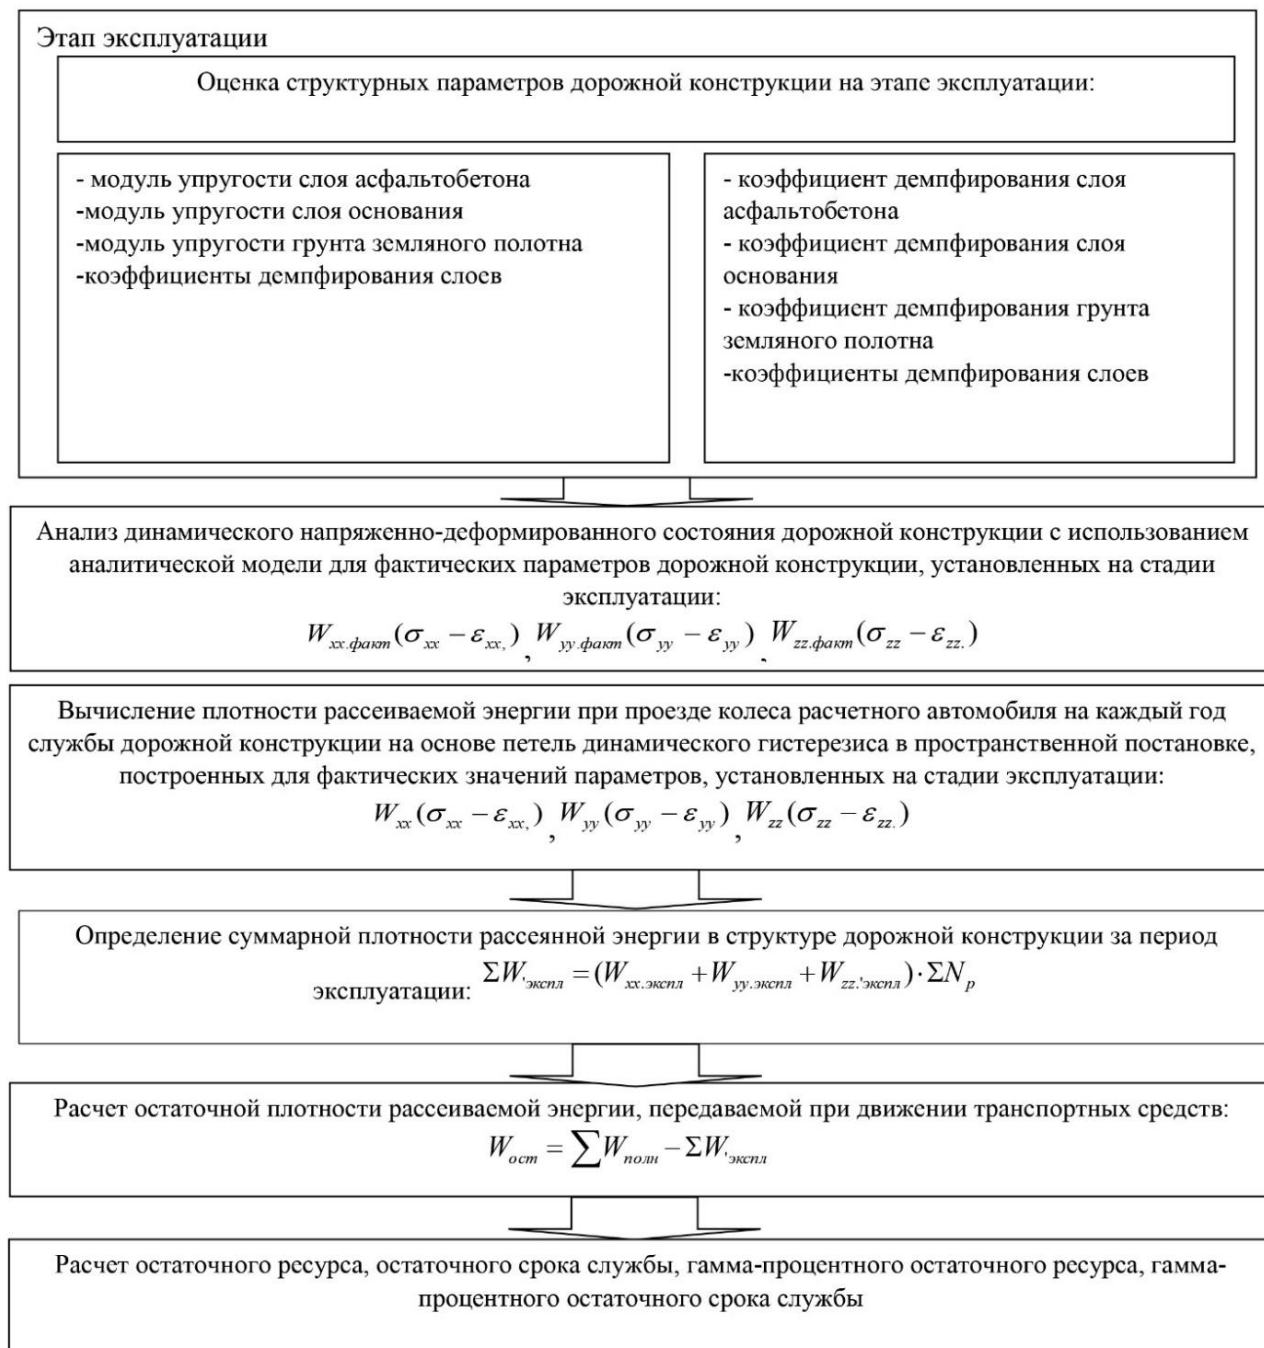 Этап эксплуатации
Оценка структурных параметров дорожной конструкции на этапе эксплуатации:
- модуль упругости слоя асфальтобетона
-модуль упругости слоя основания
-модуль упругости грунта земляного полотна
-коэффициенты демпфирования слоев
- коэффициент демпфирования слоя
асфальтобетона
- коэффициент демпфирования слоя
основания
- коэффициент демпфирования грунта
земляного полотна
-коэффициенты демпфирования слоев
Анализ динамического напряженно-деформированного состояния дорожной конструкции с использованием
аналитической модели для фактических параметров дорожной конструкции, установленных на стадии
эксплуатации:
W_{xx.факт}(σ_{xx} − ε_{xx,}), W_{yy.факт}(σ_{yy} − ε_{yy}), W_{zz.факт}(σ_{zz} − ε_{zz.})
Вычисление плотности рассеиваемой энергии при проезде колеса расчетного автомобиля на каждый год
службы дорожной конструкции на основе петель динамического гистерезиса в пространственной постановке,
построенных для фактических значений параметров, установленных на стадии эксплуатации:
W_{xx}(σ_{xx} − ε_{xx,}), W_{yy}(σ_{yy} − ε_{yy}), W_{zz}(σ_{zz} − ε_{zz.})
Определение суммарной плотности рассеянной энергии в структуре дорожной конструкции за период
эксплуатации: ΣW_{'экспл} = (W_{xx.экспл} + W_{yy.экспл} + W_{zz.'экспл}) · ΣN_p
Расчет остаточной плотности рассеиваемой энергии, передаваемой при движении транспортных средств:
W_{ост} = ∑W_{полн} − ΣW_{'экспл}
Расчет остаточного ресурса, остаточного срока службы, гамма-процентного остаточного ресурса, гамма-
процентного остаточного срока службы